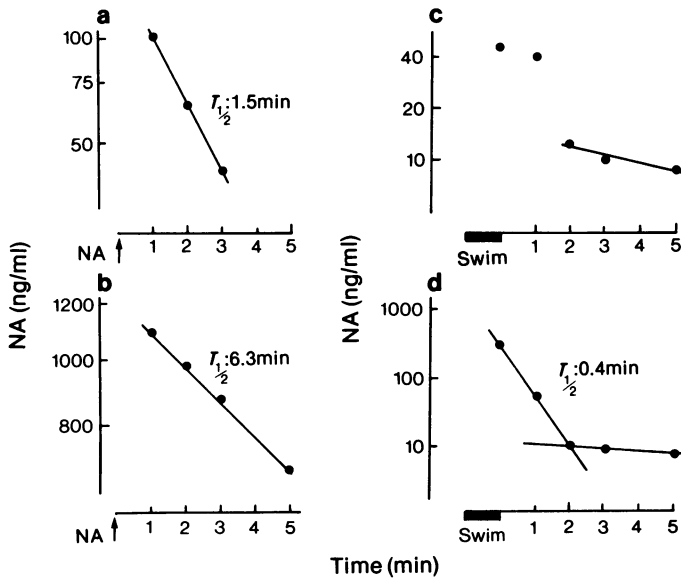 a
100
75
50
T1/2:1.5min
NA
1 2 3 4 5
b
1200
1000
800
T1/2:6.3min
NA
1 2 3 4 5
NA (ng/ml)
c
40
20
10
Swim
1 2 3 4 5
d
1000
100
10
T1/2:0.4min
Swim
1 2 3 4 5
NA (ng/ml)
Time (min)